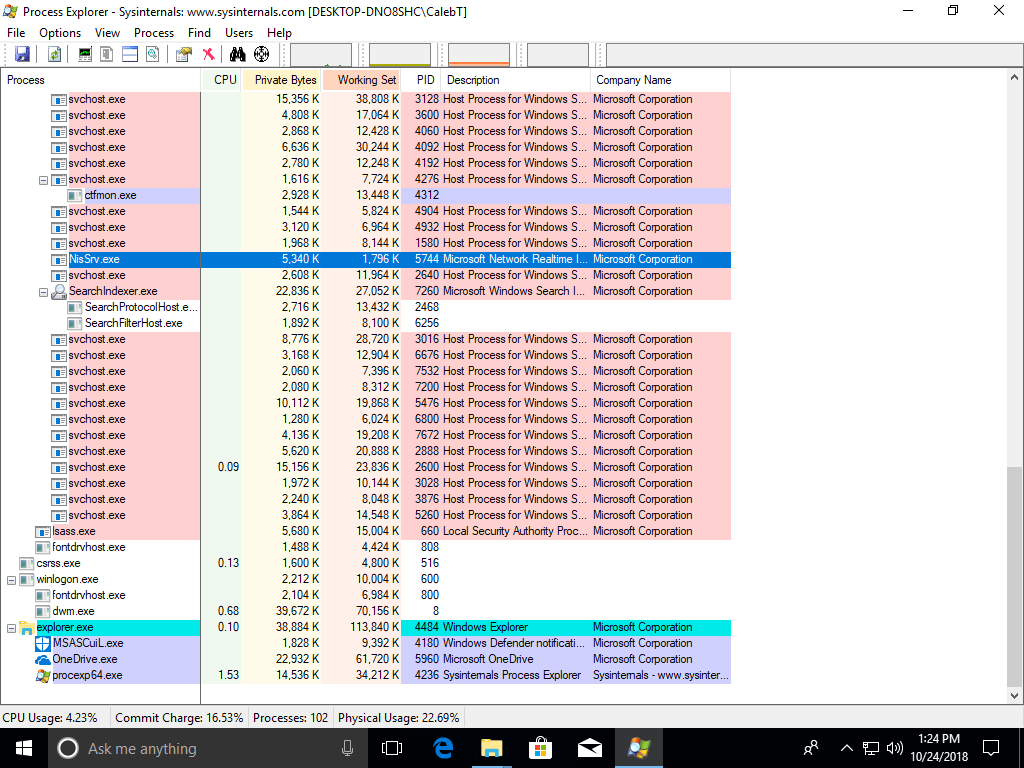 Process Explorer - Sysinternals: www.sysinternals.com [DESKTOP-DNO8SHC\CalebT]
File Options View Process Find Users Help
Process CPU Private Bytes Working Set PID Description Company Name
svchost.exe 15,356 K 38,808 K 3128 Host Process for Windows S... Microsoft Corporation
svchost.exe 4,808 K 17,064 K 3600 Host Process for Windows S... Microsoft Corporation
svchost.exe 2,868 K 12,428 K 4060 Host Process for Windows S... Microsoft Corporation
svchost.exe 6,636 K 30,244 K 4092 Host Process for Windows S... Microsoft Corporation
svchost.exe 2,780 K 12,248 K 4192 Host Process for Windows S... Microsoft Corporation
svchost.exe 1,616 K 7,724 K 4276 Host Process for Windows S... Microsoft Corporation
ctfmon.exe 2,928 K 13,448 K 4312
svchost.exe 1,544 K 5,824 K 4904 Host Process for Windows S... Microsoft Corporation
svchost.exe 3,120 K 6,964 K 4932 Host Process for Windows S... Microsoft Corporation
svchost.exe 1,968 K 8,144 K 1580 Host Process for Windows S... Microsoft Corporation
NisSrv.exe 5,340 K 1,796 K 5744 Microsoft Network Realtime I... Microsoft Corporation
svchost.exe 2,608 K 11,964 K 2640 Host Process for Windows S... Microsoft Corporation
SearchIndexer.exe 22,836 K 27,052 K 7260 Microsoft Windows Search I... Microsoft Corporation
SearchProtocolHost.e... 2,716 K 13,432 K 2468
SearchFilterHost.exe 1,892 K 8,100 K 6256
svchost.exe 8,776 K 28,720 K 3016 Host Process for Windows S... Microsoft Corporation
svchost.exe 3,168 K 12,904 K 6676 Host Process for Windows S... Microsoft Corporation
svchost.exe 2,060 K 7,396 K 7532 Host Process for Windows S... Microsoft Corporation
svchost.exe 2,080 K 8,312 K 7200 Host Process for Windows S... Microsoft Corporation
svchost.exe 10,112 K 19,868 K 5476 Host Process for Windows S... Microsoft Corporation
svchost.exe 1,280 K 6,024 K 6800 Host Process for Windows S... Microsoft Corporation
svchost.exe 4,136 K 19,208 K 7672 Host Process for Windows S... Microsoft Corporation
svchost.exe 5,620 K 20,888 K 2888 Host Process for Windows S... Microsoft Corporation
svchost.exe 0.09 15,156 K 23,836 K 2600 Host Process for Windows S... Microsoft Corporation
svchost.exe 1,972 K 10,144 K 3028 Host Process for Windows S... Microsoft Corporation
svchost.exe 2,240 K 8,048 K 3876 Host Process for Windows S... Microsoft Corporation
svchost.exe 3,864 K 14,548 K 5260 Host Process for Windows S... Microsoft Corporation
lsass.exe 5,680 K 15,004 K 660 Local Security Authority Proc... Microsoft Corporation
fontdrvhost.exe 1,488 K 4,424 K 808
csrss.exe 0.13 1,600 K 4,800 K 516
winlogon.exe 2,212 K 10,004 K 600
fontdrvhost.exe 2,104 K 6,984 K 800
dwm.exe 0.68 39,672 K 70,156 K 8
explorer.exe 0.10 38,884 K 113,840 K 4484 Windows Explorer Microsoft Corporation
MSASCuiL.exe 1,828 K 9,392 K 4180 Windows Defender notificati... Microsoft Corporation
OneDrive.exe 22,932 K 61,720 K 5960 Microsoft OneDrive Microsoft Corporation
procexp64.exe 1.53 14,536 K 34,212 K 4236 Sysinternals Process Explorer Sysinternals - www.sysinter...
CPU Usage: 4.23% Commit Charge: 16.53% Processes: 102 Physical Usage: 22.69%
Ask me anything
1:24 PM
10/24/2018